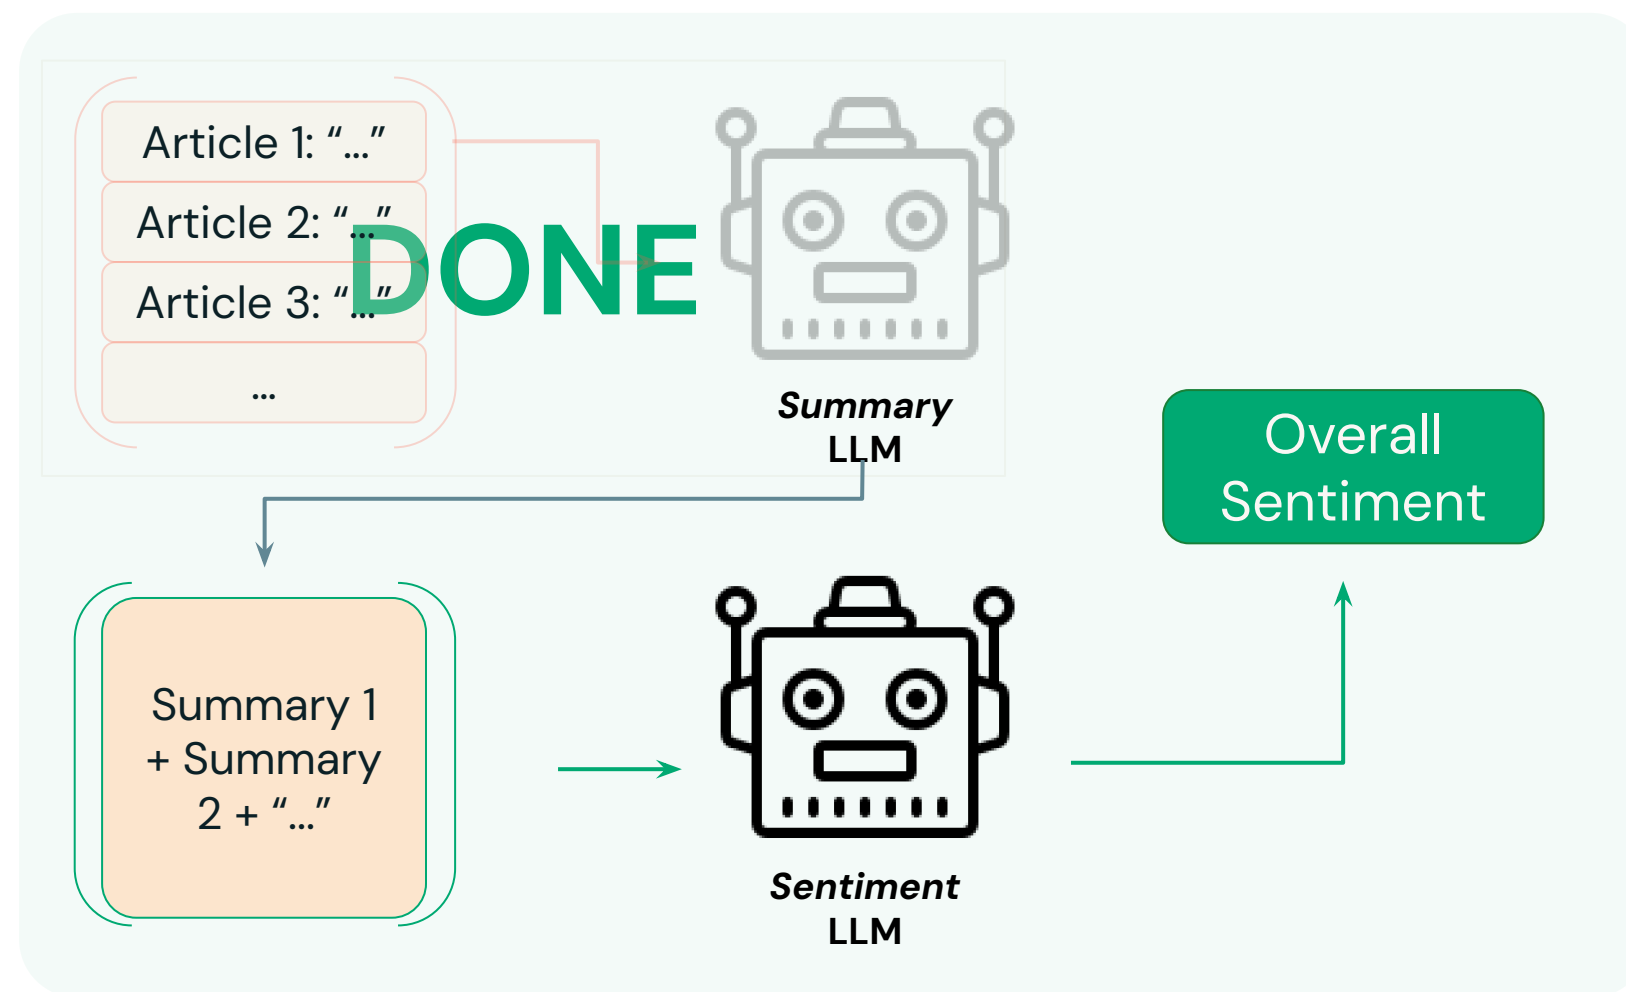 Article 1: “…”
Article 2: “…”
Article 3: “…”
…
DONE
Summary
LLM
Overall
Sentiment
Summary 1
+ Summary
2 + “…”
Sentiment
LLM